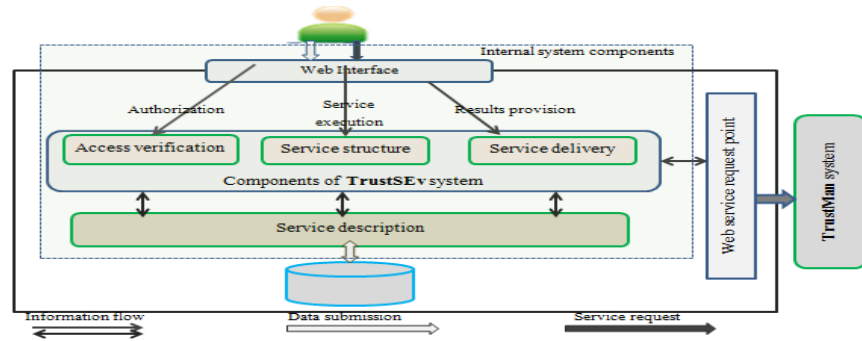 Internal system components
Web Interface
Authorization
Service
execution
Results provision
Access verification
Service structure
Service delivery
Components of TrustSEv system
Service description
Web service request point
TrustMan system
Information flow
Data submission
Service request